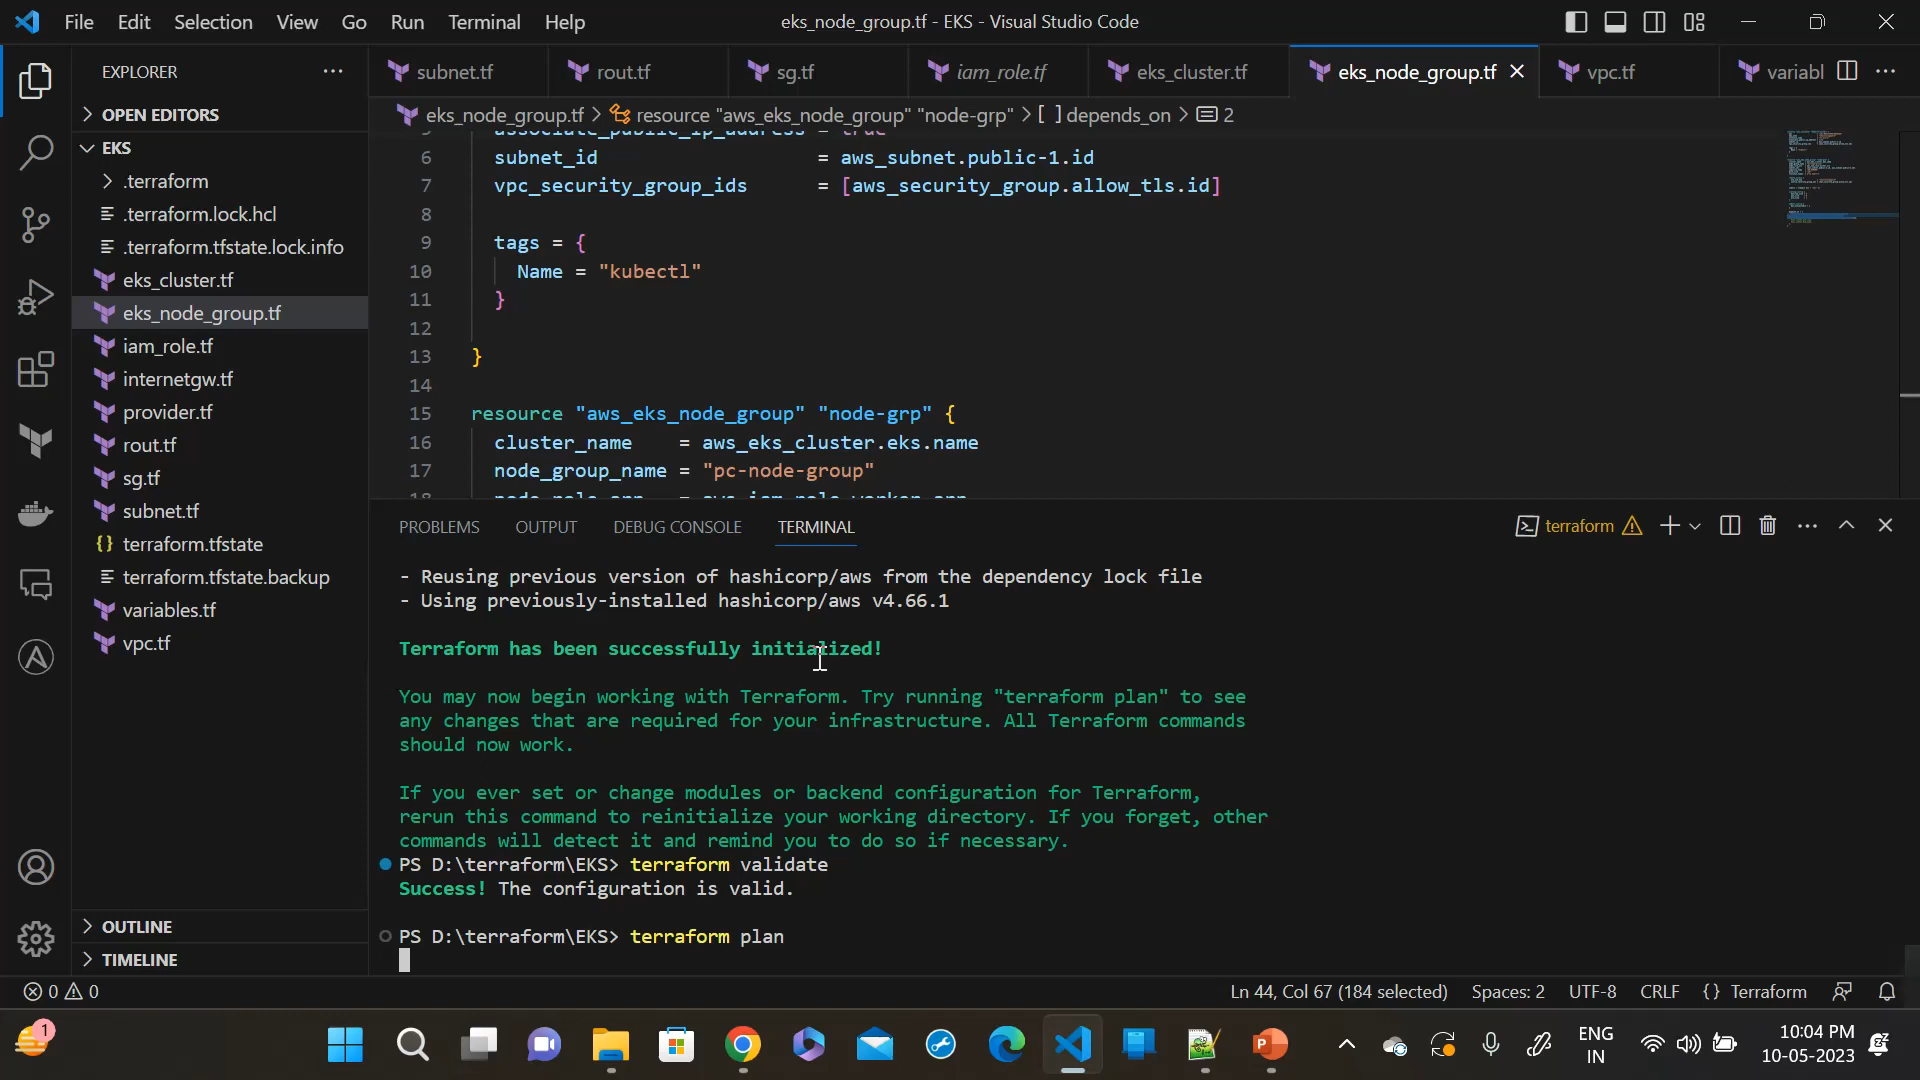 File Edit Selection View Go Run Terminal Help
eks_node_group.tf - EKS - Visual Studio Code
EXPLORER
OPEN EDITORS
EKS
.terraform
.terraform.lock.hcl
.terraform.tfstate.lock.info
eks_cluster.tf
eks_node_group.tf
iam_role.tf
internetgw.tf
provider.tf
rout.tf
sg.tf
subnet.tf
{} terraform.tfstate
terraform.tfstate.backup
variables.tf
vpc.tf
OUTLINE
TIMELINE
subnet.tf rout.tf sg.tf iam_role.tf eks_cluster.tf eks_node_group.tf vpc.tf variabl
eks_node_group.tf > resource "aws_eks_node_group" "node-grp" > [ ] depends_on > 2
5 associate_public_ip_address = true
6 subnet_id = aws_subnet.public-1.id
7 vpc_security_group_ids = [aws_security_group.allow_tls.id]
8
9 tags = {
10 Name = "kubectl"
11 }
12
13 }
14
15 resource "aws_eks_node_group" "node-grp" {
16 cluster_name = aws_eks_cluster.eks.name
17 node_group_name = "pc-node-group"
18 node_role_arn = aws_iam_role.worker.arn
PROBLEMS OUTPUT DEBUG CONSOLE TERMINAL
terraform
- Reusing previous version of hashicorp/aws from the dependency lock file
- Using previously-installed hashicorp/aws v4.66.1
Terraform has been successfully initialized!
You may now begin working with Terraform. Try running "terraform plan" to see
any changes that are required for your infrastructure. All Terraform commands
should now work.
If you ever set or change modules or backend configuration for Terraform,
rerun this command to reinitialize your working directory. If you forget, other
commands will detect it and remind you to do so if necessary.
PS D:\terraform\EKS> terraform validate
Success! The configuration is valid.
PS D:\terraform\EKS> terraform plan
0 0
Ln 44, Col 67 (184 selected) Spaces: 2 UTF-8 CRLF {} Terraform
1
ENG
IN
10:04 PM
10-05-2023